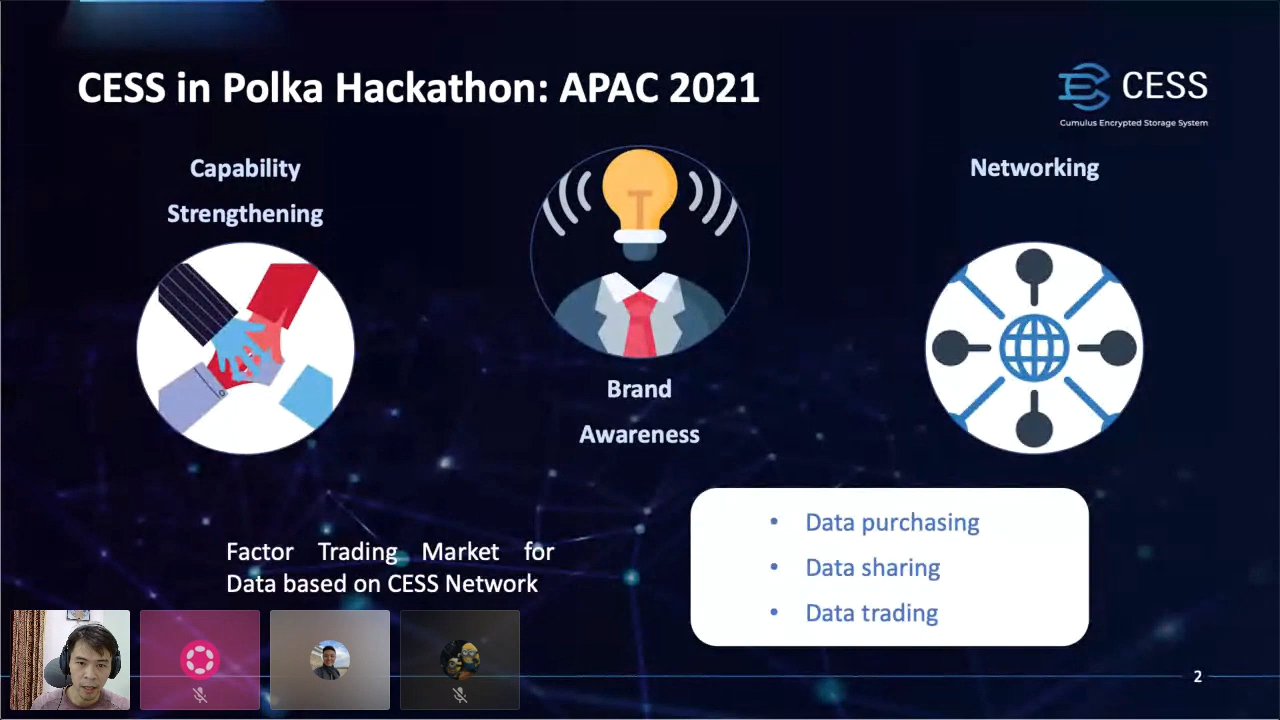 CESS in Polka Hackathon: APAC 2021
CESS
Cumulus Encrypted Storage System
Capability
Strengthening
Brand
Awareness
Networking
Factor Trading Market for
Data based on CESS Network
• Data purchasing
• Data sharing
• Data trading
2